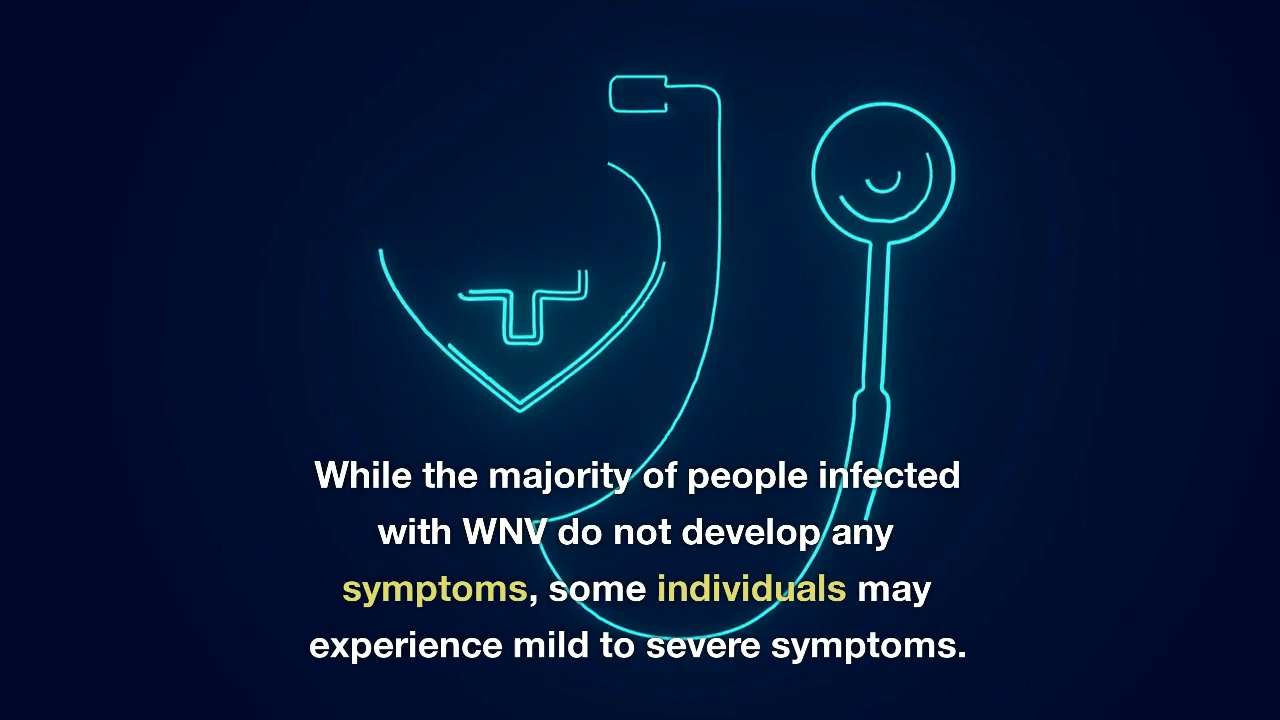 While the majority of people infected
with WNV do not develop any
symptoms, some individuals may
experience mild to severe symptoms.